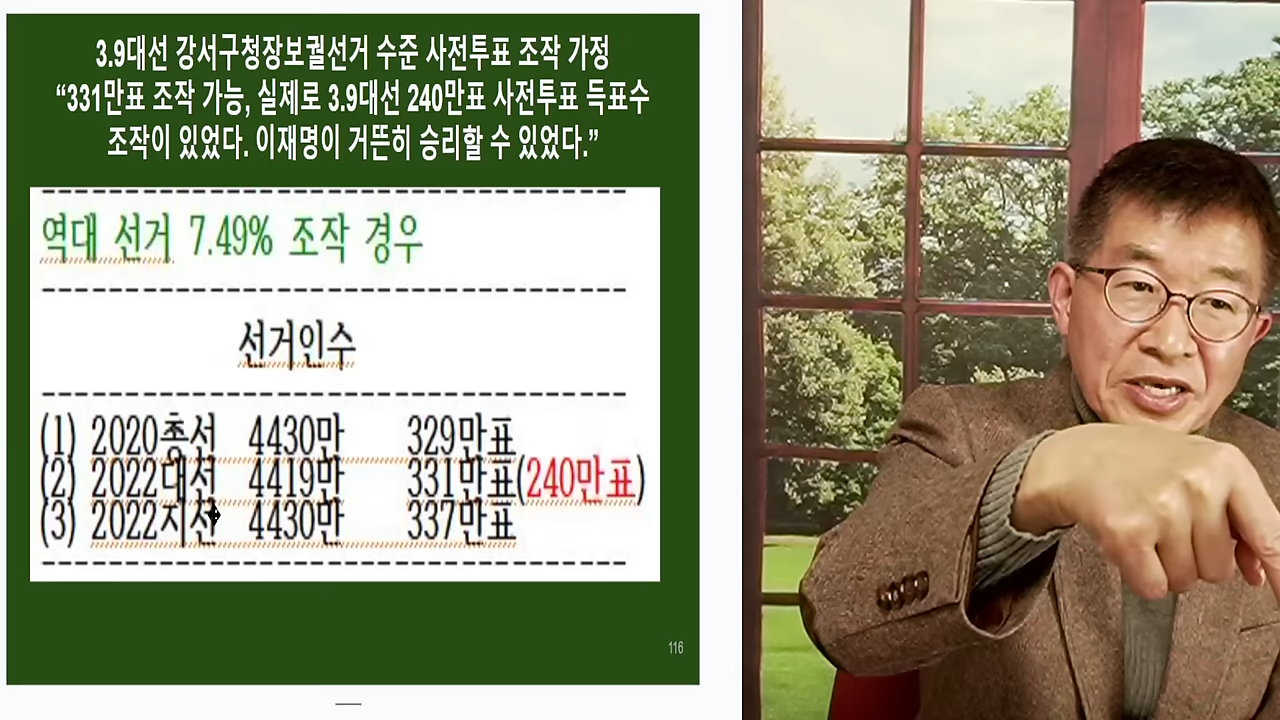 3.9대선 강서구청장보궐선거 수준 사전투표 조작 가정
“331만표 조작 가능, 실제로 3.9대선 240만표 사전투표 득표수
조작이 있었다. 이재명이 거뜬히 승리할 수 있었다.”
역대 선거 7.49% 조작 경우
선거인수
(1) 2020총선 4430만 329만표
(2) 2022대선 4419만 331만표(240만표)
(3) 2022지선 4430만 337만표
116